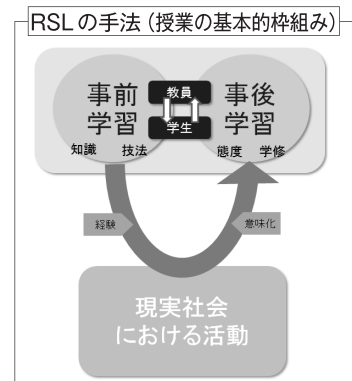 RSLの手法（授業の基本的枠組み）
事前
学習
知識 技法
教員
学生
事後
学習
態度 学修
経験
意味化
現実社会
における活動